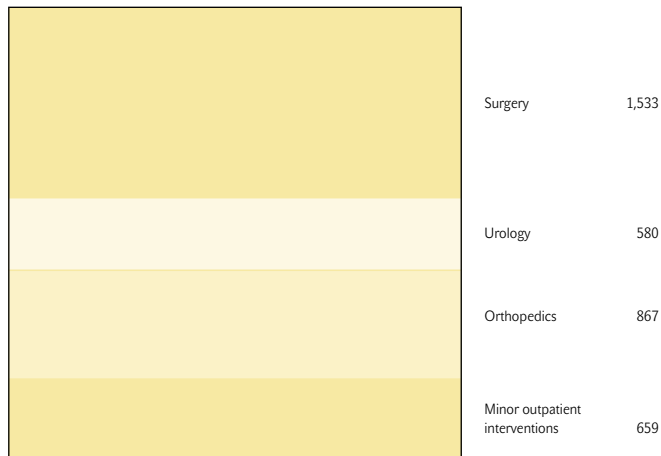 Surgery 1,533
Urology 580
Orthopedics 867
Minor outpatient
interventions 659